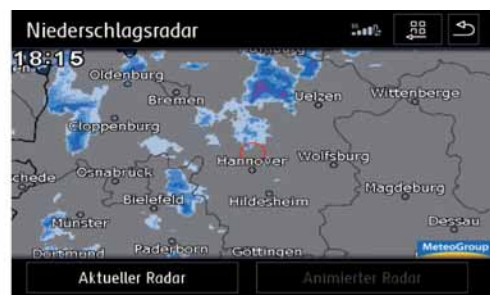 Niederschlagsradar
18:15
Oldenburg
Bremen
Uelzen
Wittenberge
Cloppenburg
Hannover
Wolfsburg
chede
Osnabrück
Magdeburg
Bielefeld
Hildesheim
Münster
Dessau
Dortmund
Paderborn
Göttingen
MeteoGroup
Aktueller Radar
Animierter Radar